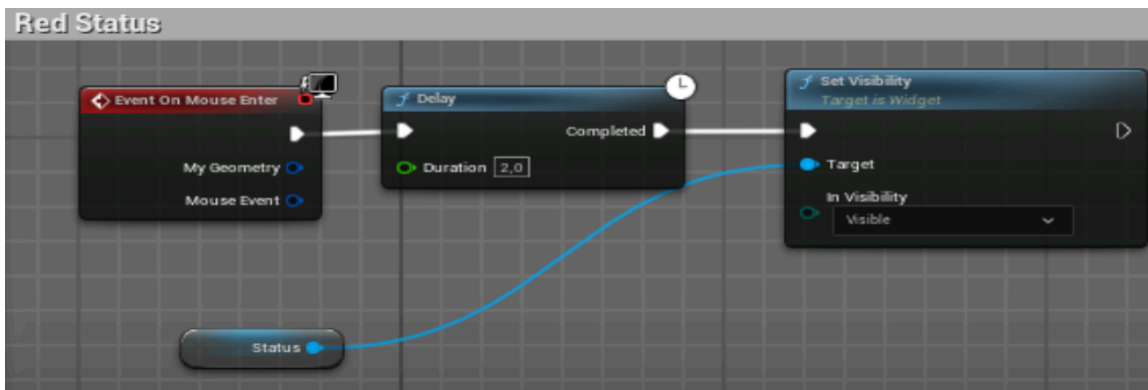 Red Status
Event On Mouse Enter
My Geometry
Mouse Event
Delay
Completed
Duration 2,0
Set Visibility
Target is Widget
Target
In Visibility
Visible
Status